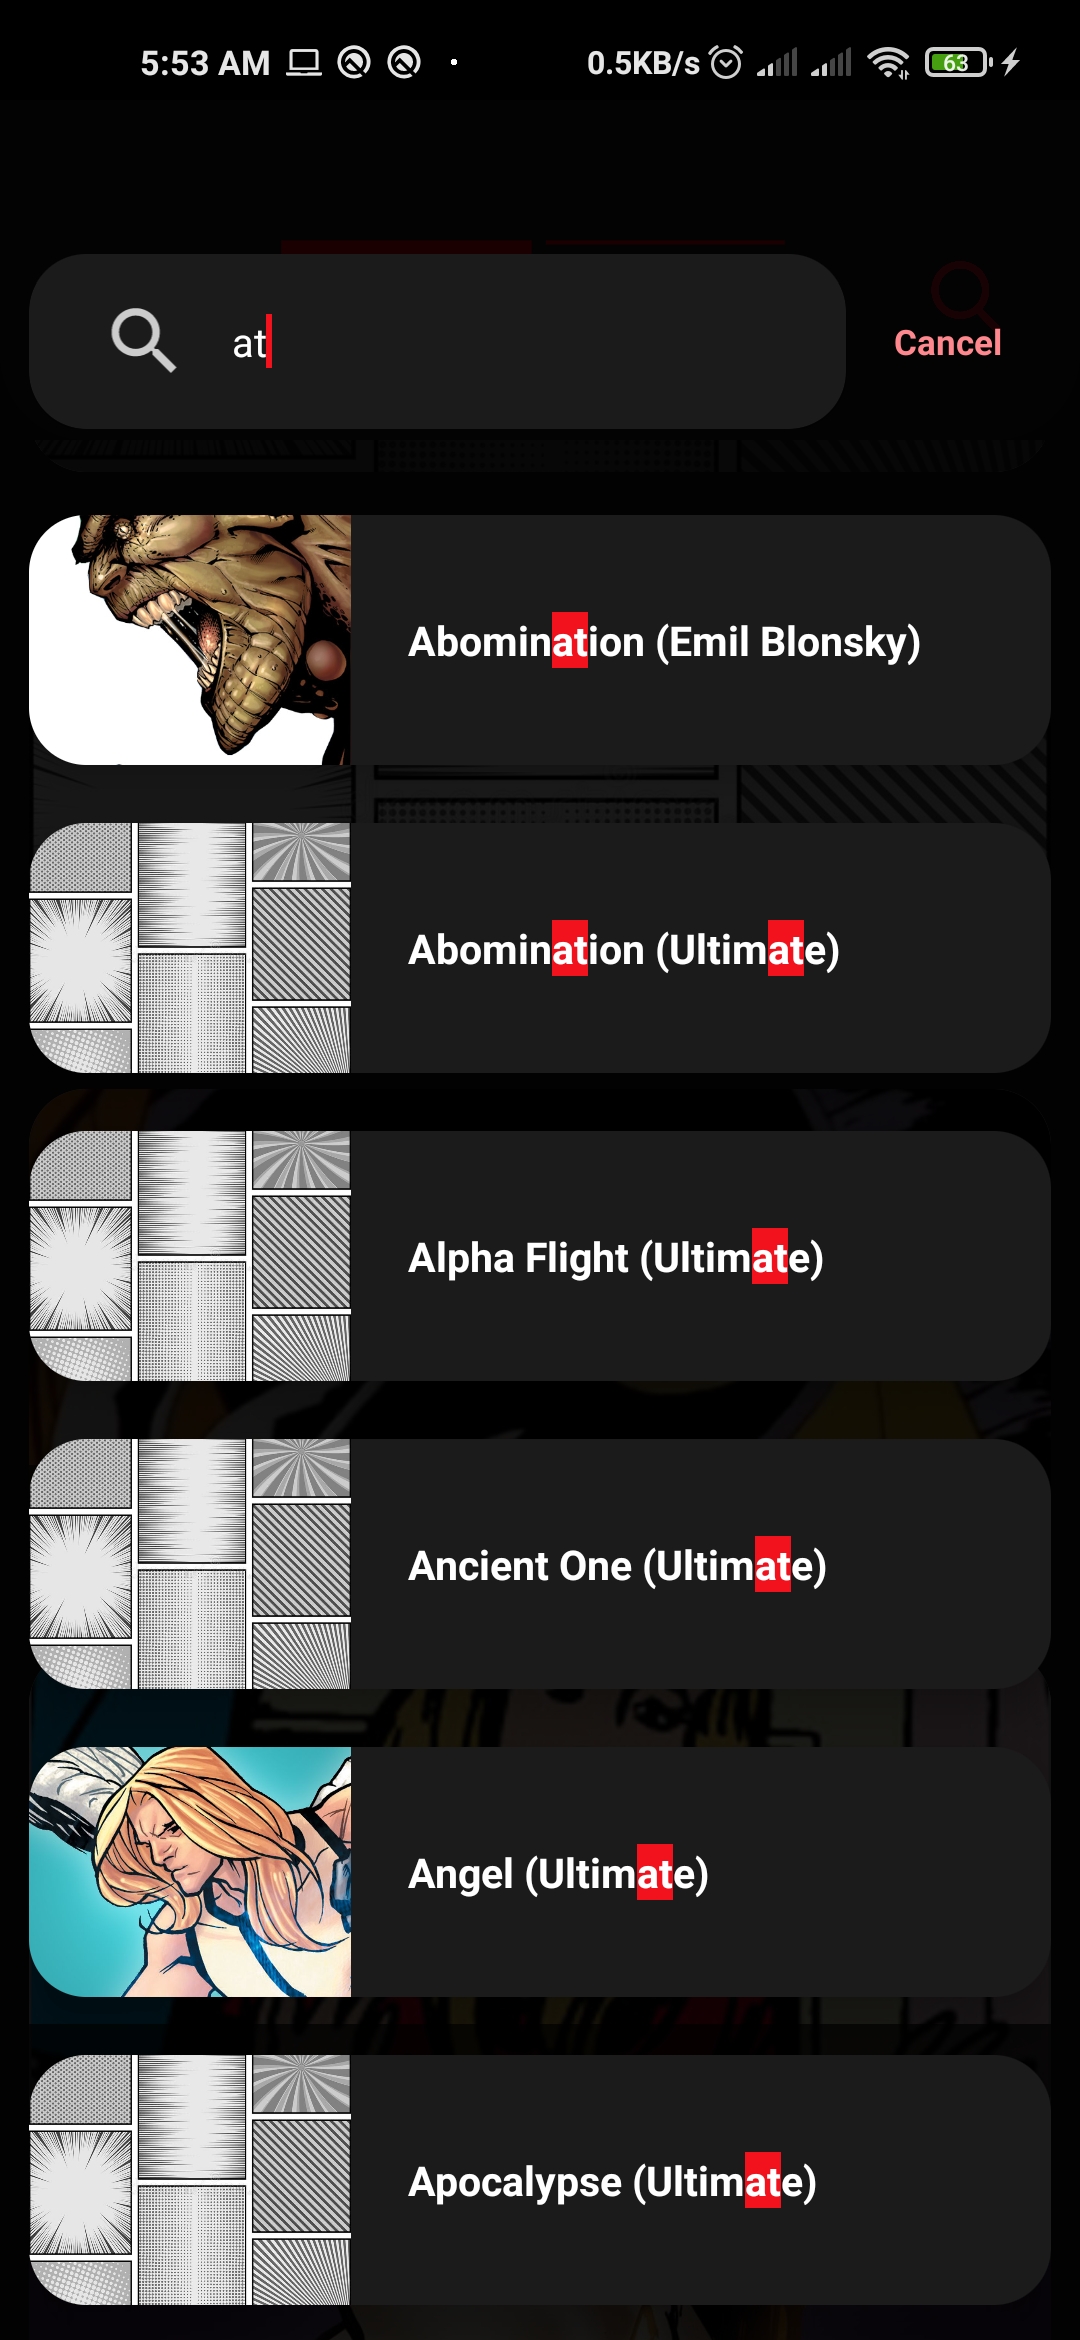 5:53 AM 0.5KB/s 63
at
Cancel
Abomination (Emil Blonsky)
Abomination (Ultimate)
Alpha Flight (Ultimate)
Ancient One (Ultimate)
Angel (Ultimate)
Apocalypse (Ultimate)